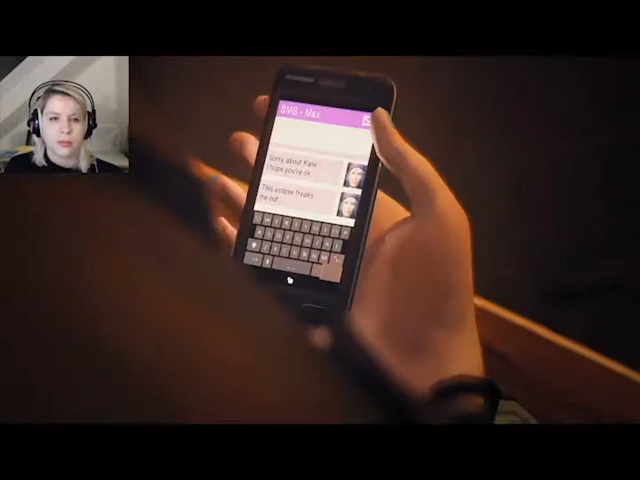 SMS - Max
Sorry about Kate
I hope you're ok.
This eclipse freaks
me out...